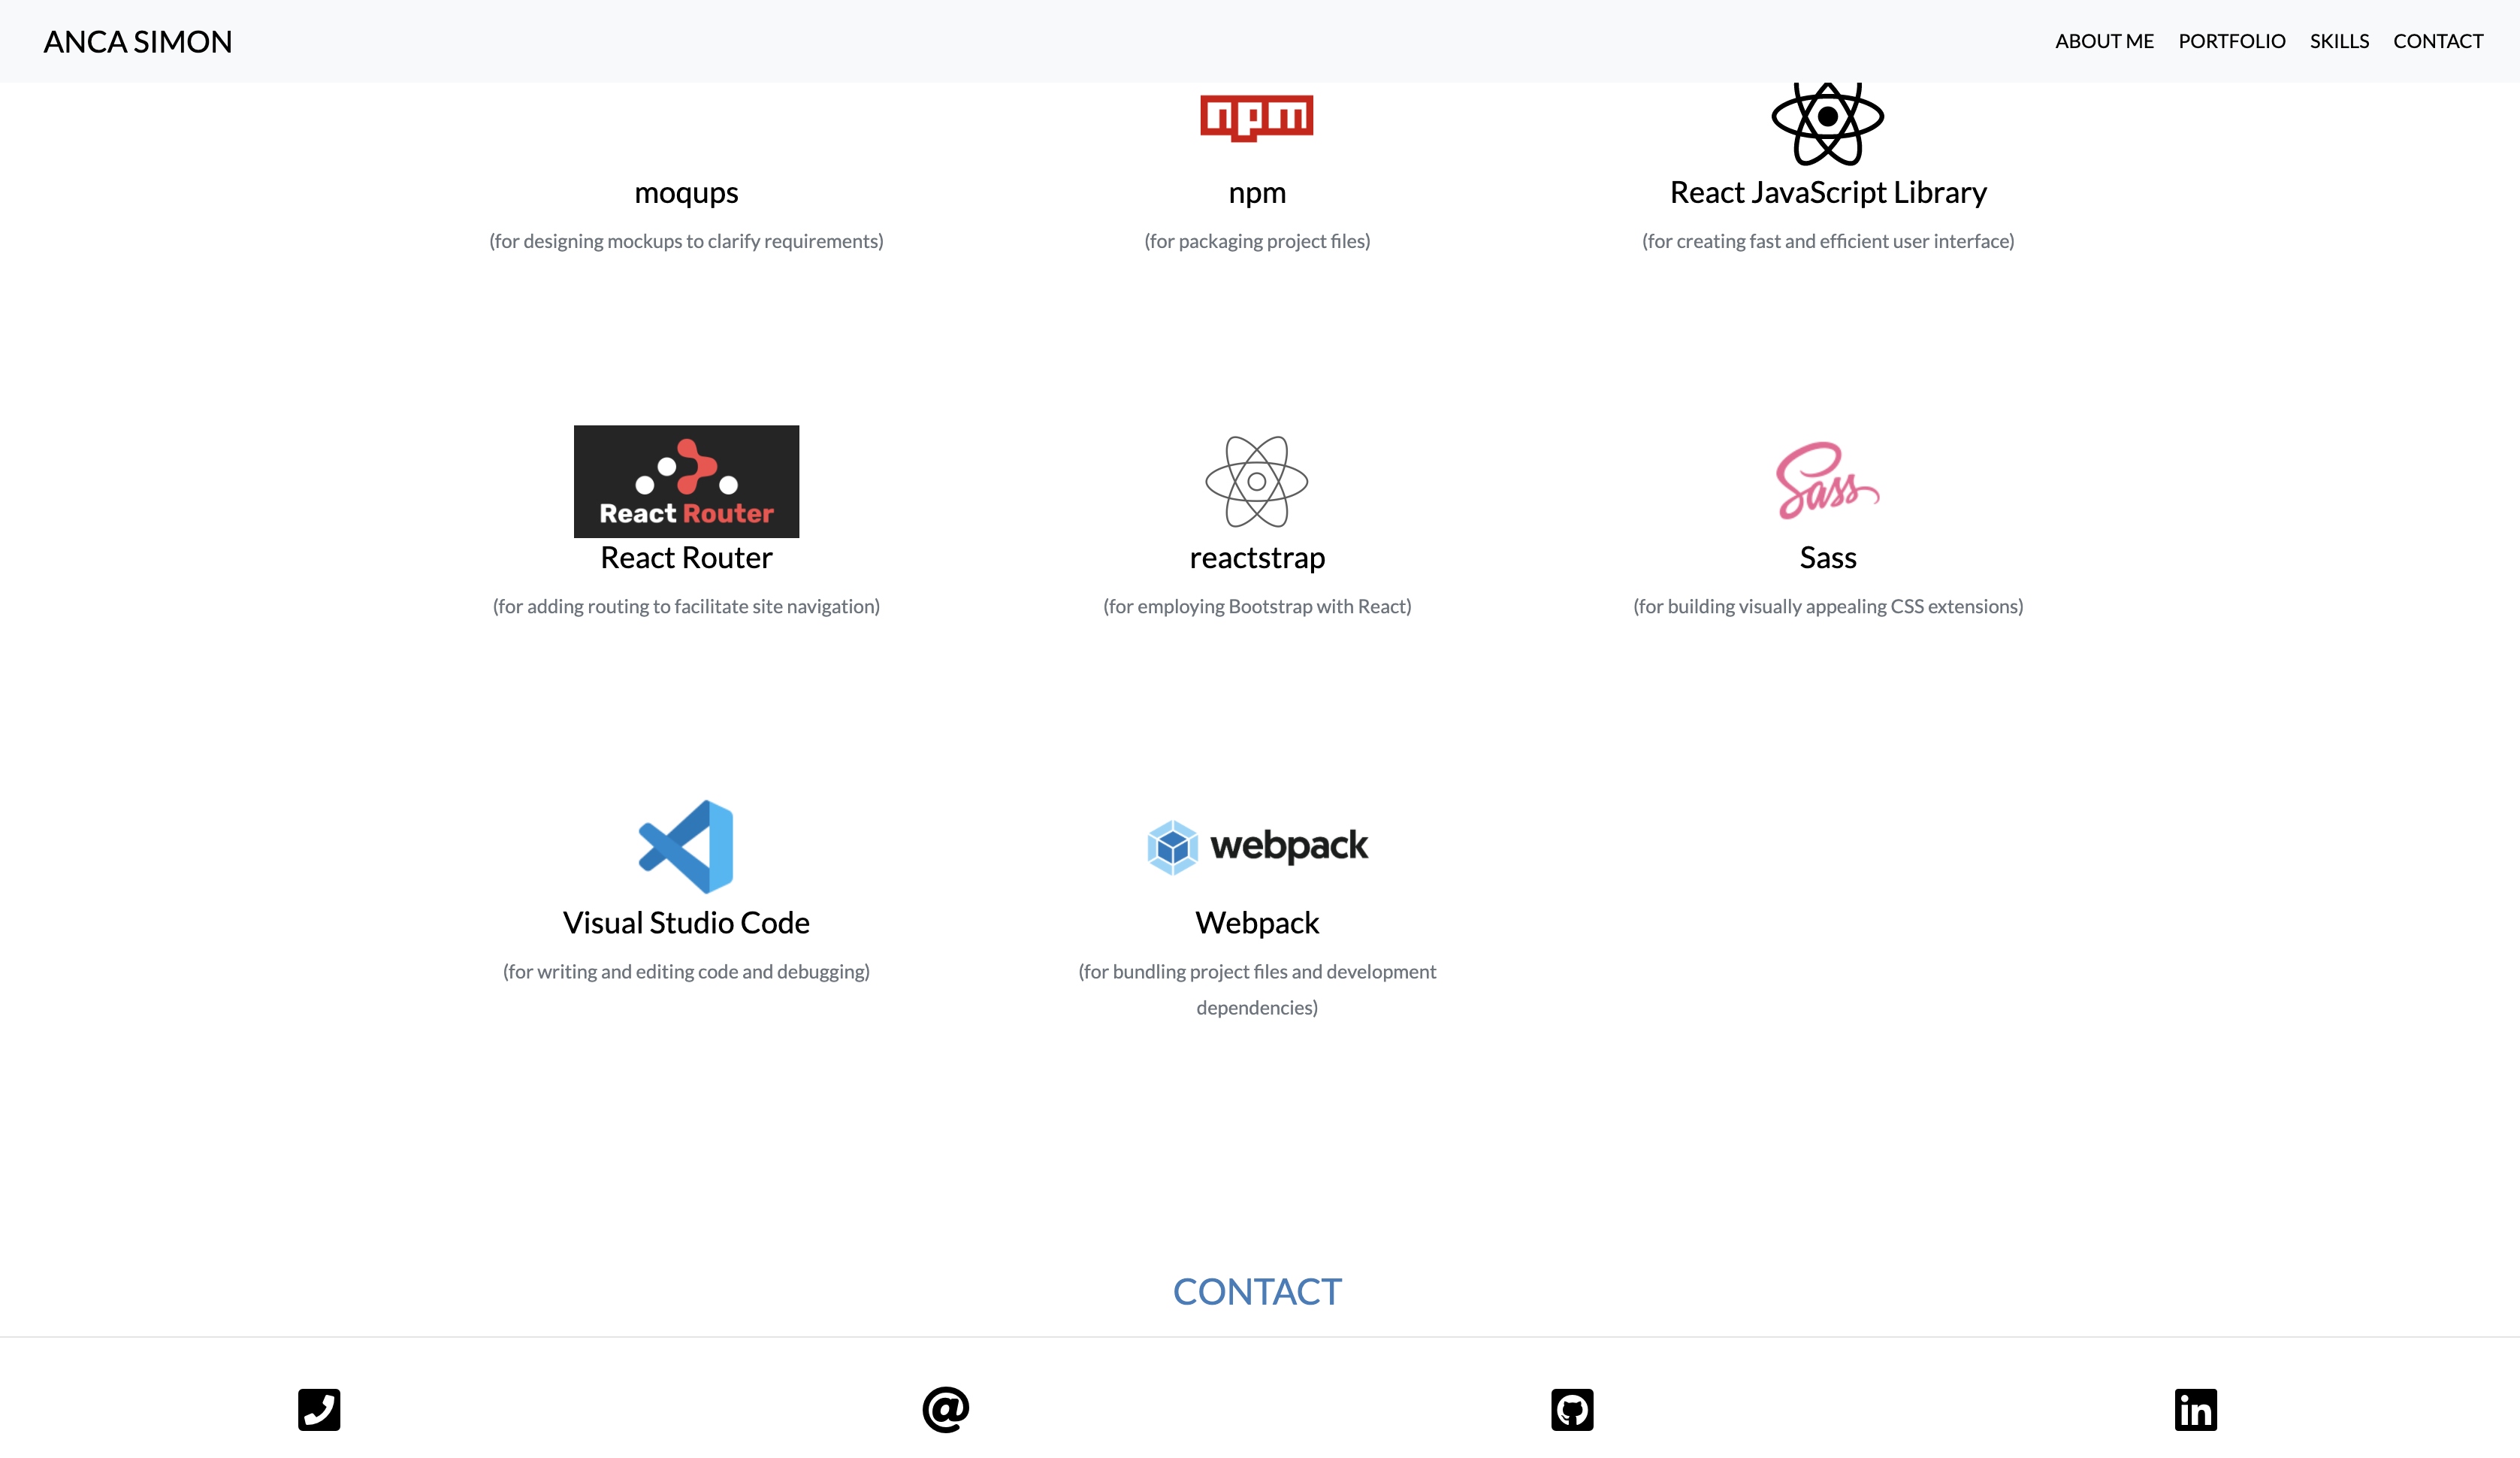 ANCA SIMON
ABOUT ME PORTFOLIO SKILLS CONTACT
npm
moqups
npm
React JavaScript Library
(for designing mockups to clarify requirements)
(for packaging project files)
(for creating fast and efficient user interface)
React Router
Sass
React Router
reactstrap
Sass
(for adding routing to facilitate site navigation)
(for employing Bootstrap with React)
(for building visually appealing CSS extensions)
webpack
Visual Studio Code
Webpack
(for writing and editing code and debugging)
(for bundling project files and development
dependencies)
CONTACT
@
in